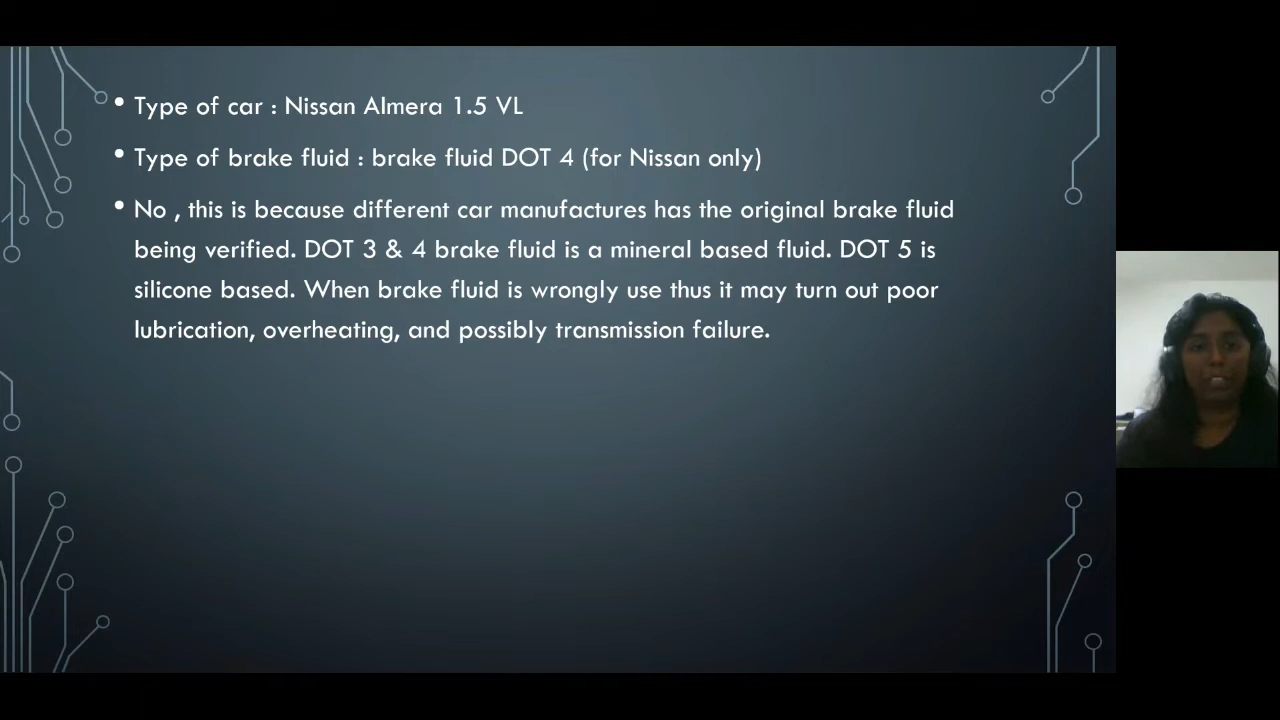 • Type of car : Nissan Almera 1.5 VL
• Type of brake fluid : brake fluid DOT 4 (for Nissan only)
• No , this is because different car manufactures has the original brake fluid
being verified. DOT 3 & 4 brake fluid is a mineral based fluid. DOT 5 is
silicone based. When brake fluid is wrongly use thus it may turn out poor
lubrication, overheating, and possibly transmission failure.